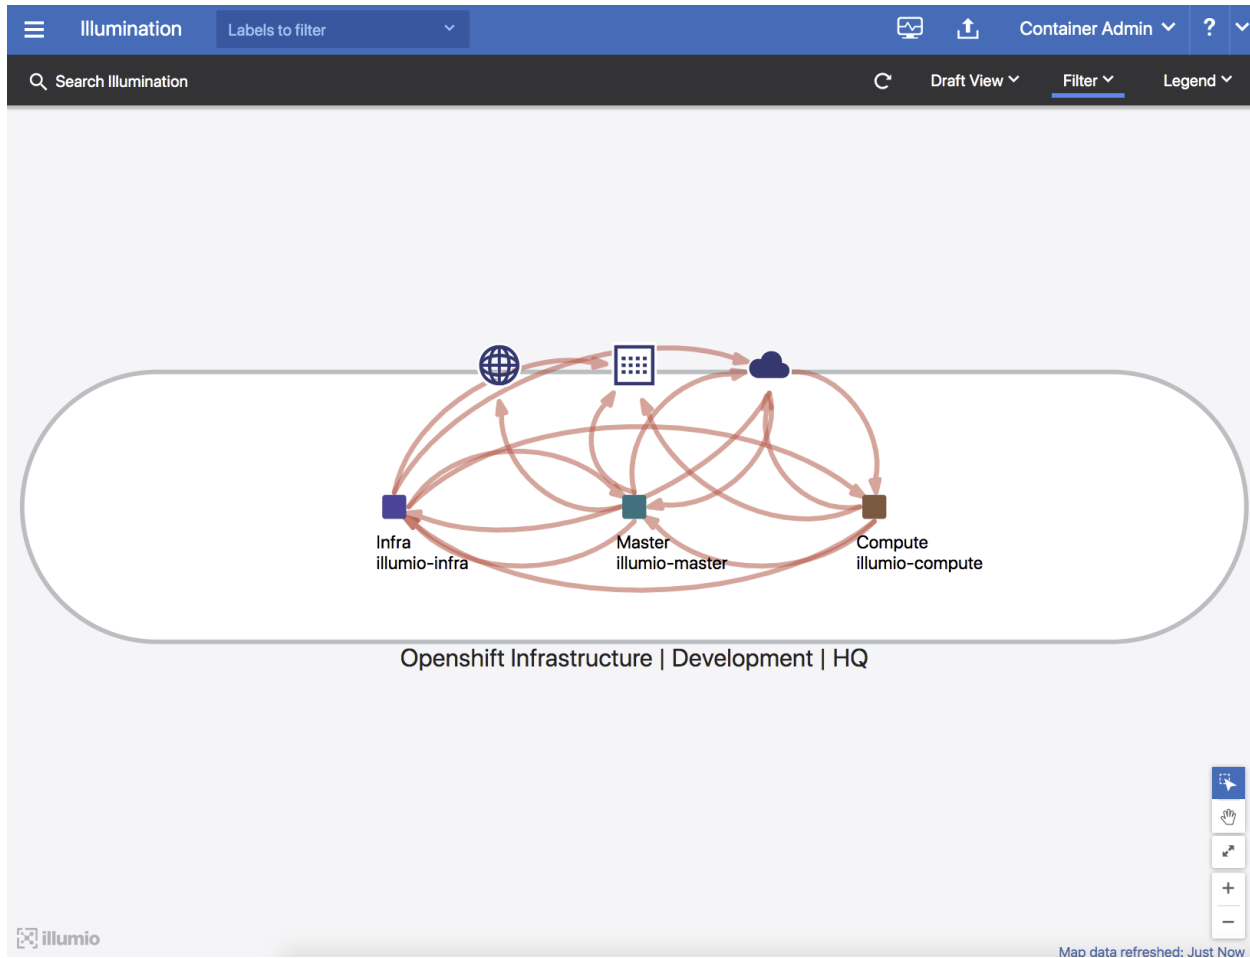 Illumination
Labels to filter
Container Admin
?
Search Illumination
Draft View
Filter
Legend
Infra
illumio-infra
Master
illumio-master
Compute
illumio-compute
Openshift Infrastructure | Development | HQ
+
−
illumio
Map data refreshed: Just Now